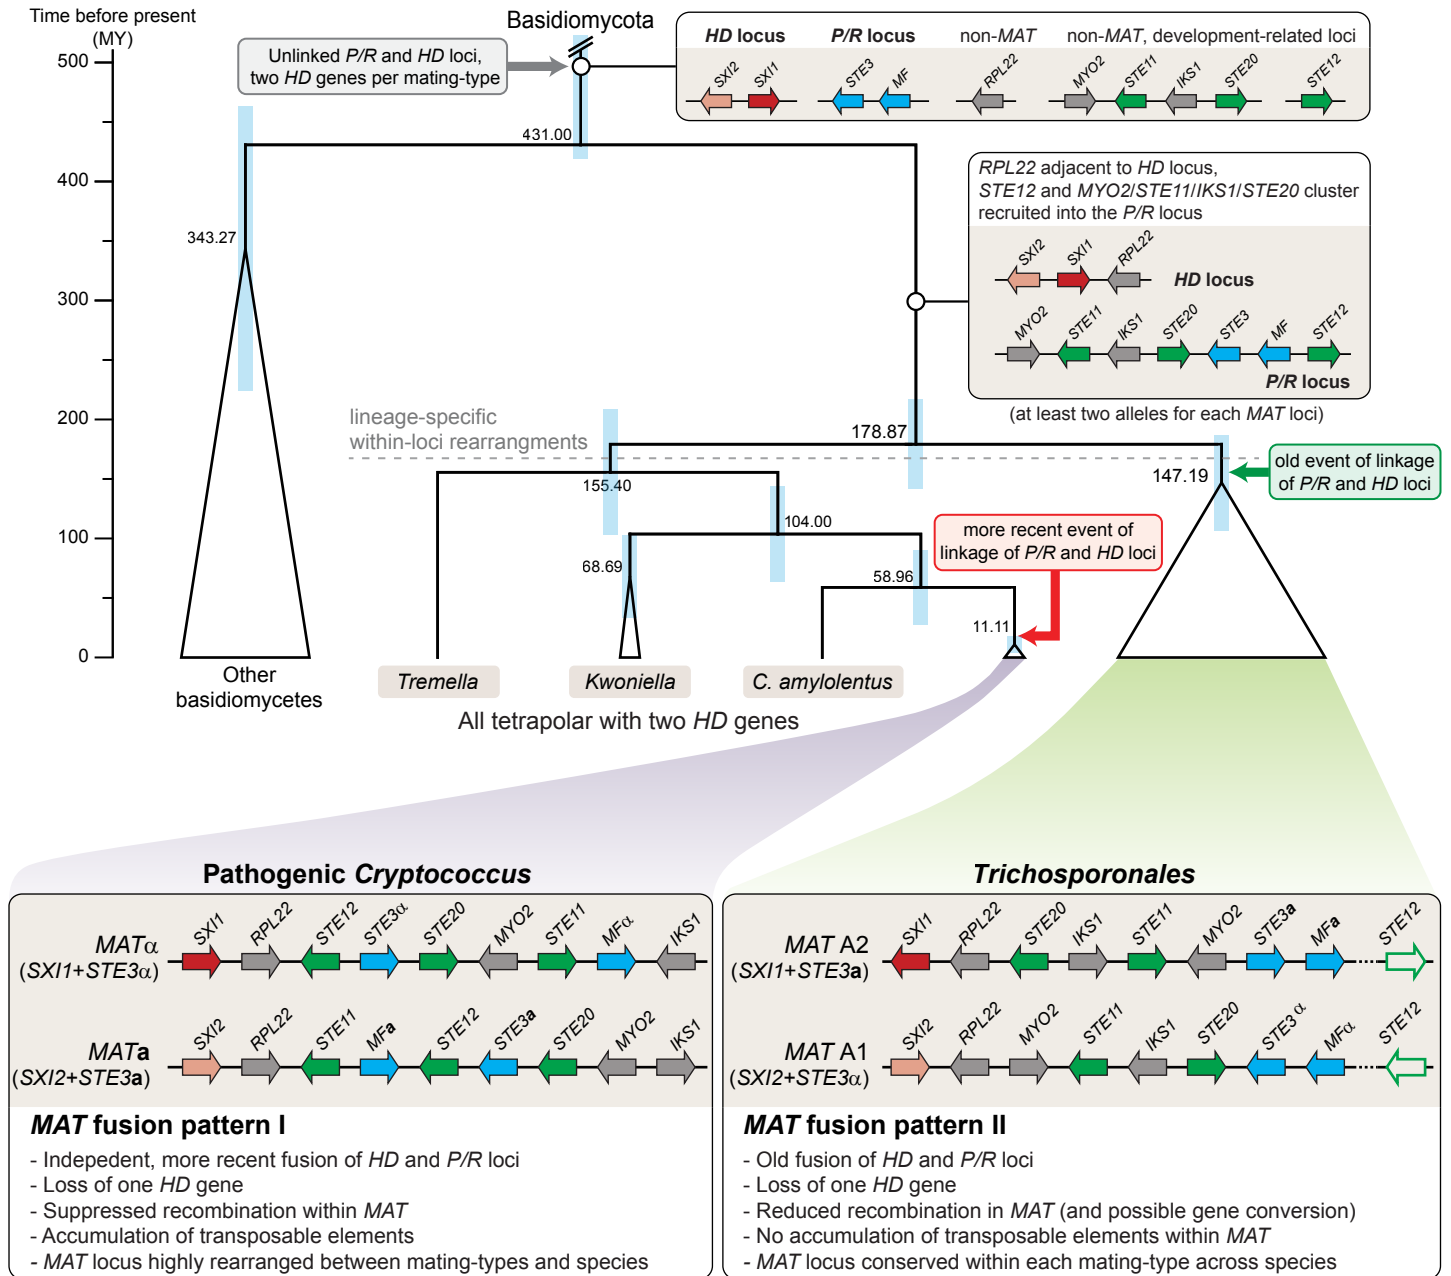 Time before present
(MY)
500
400
300
200
100
0
Basidiomycota
Unlinked P/R and HD loci,
two HD genes per mating-type
HD locus
P/R locus
non-MAT
non-MAT, development-related loci
SXI2 SXI1 STE3 MF RPL22 MYO2 STE11 IKS1 STE20 STE12
431.00
343.27
RPL22 adjacent to HD locus,
STE12 and MYO2/STE11/IKS1/STE20 cluster
recruited into the P/R locus
SXI2 SXI1 RPL22
HD locus
MYO2 STE11 IKS1 STE20 STE3 MF STE12
P/R locus
(at least two alleles for each MAT loci)
lineage-specific
within-loci rearrangments
178.87
155.40
147.19
old event of linkage
of P/R and HD loci
104.00
more recent event of
linkage of P/R and HD loci
68.69
58.96
11.11
Other
basidiomycetes
Tremella
Kwoniella
C. amylolentus
All tetrapolar with two HD genes
Pathogenic Cryptococcus
MATα
(SXI1+STE3α)
SXI1 RPL22 STE12 STE3α STE20 MYO2 STE11 MFα IKS1
MATa
(SXI2+STE3a)
SXI2 RPL22 STE11 MFa STE12 STE3a STE20 MYO2 IKS1
MAT fusion pattern I
- Indepedent, more recent fusion of HD and P/R loci
- Loss of one HD gene
- Suppressed recombination within MAT
- Accumulation of transposable elements
- MAT locus highly rearranged between mating-types and species
Trichosporonales
MAT A2
(SXI1+STE3a)
SXI1 RPL22 STE20 IKS1 STE11 MYO2 STE3a MFa STE12
MAT A1
(SXI2+STE3α)
SXI2 RPL22 MYO2 STE11 IKS1 STE20 STE3α MFα STE12
MAT fusion pattern II
- Old fusion of HD and P/R loci
- Loss of one HD gene
- Reduced recombination in MAT (and possible gene conversion)
- No accumulation of transposable elements within MAT
- MAT locus conserved within each mating-type across species